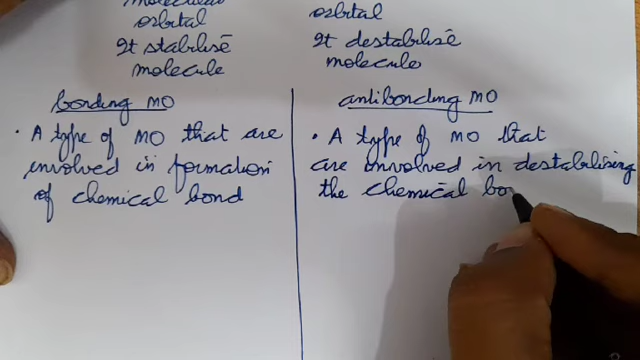 molecular
orbital
It stabilise
molecule
orbital
It destabilise
molecule
bonding MO
· A type of MO that are
involved in formation
of chemical bond
antibonding MO
· A type of MO that
are involved in destabilising
the chemical bo